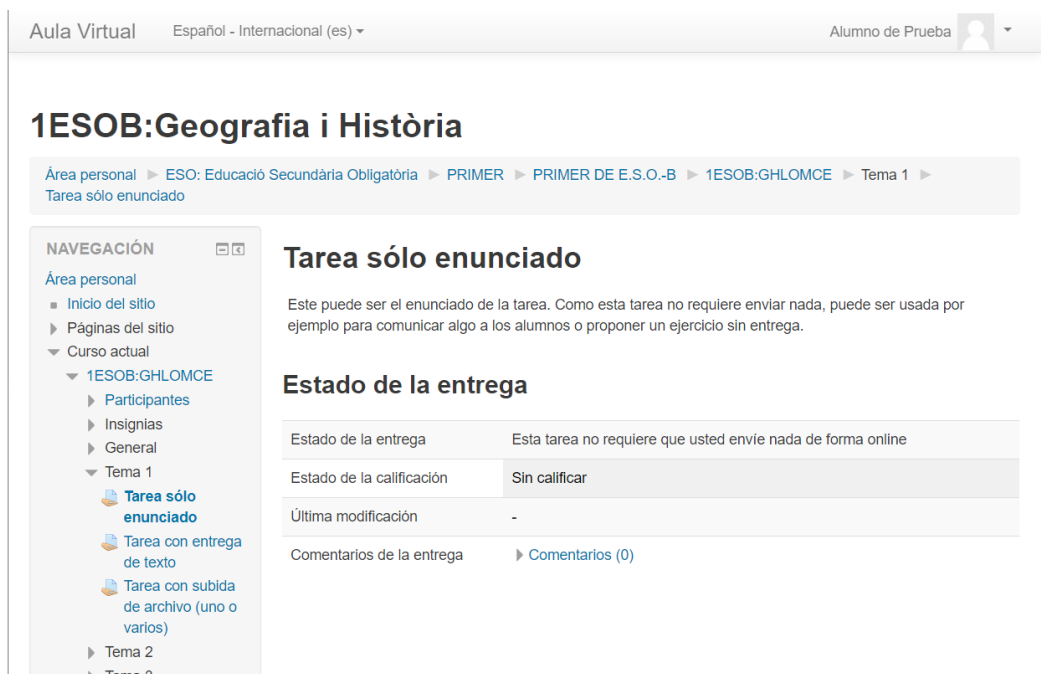 Aula Virtual
Español - Internacional (es)
Alumno de Prueba
1ESOB:Geografia i Història
Área personal ESO: Educació Secundària Obligatòria PRIMER PRIMER DE E.S.O.-B 1ESOB:GHLOMCE Tema 1
Tarea sólo enunciado
NAVEGACIÓN
Área personal
Inicio del sitio
Páginas del sitio
Curso actual
1ESOB:GHLOMCE
Participantes
Insignias
General
Tema 1
Tarea sólo
enunciado
Tarea con entrega
de texto
Tarea con subida
de archivo (uno o
varios)
Tema 2
Tarea sólo enunciado
Este puede ser el enunciado de la tarea. Como esta tarea no requiere enviar nada, puede ser usada por
ejemplo para comunicar algo a los alumnos o proponer un ejercicio sin entrega.
Estado de la entrega
Estado de la entrega Esta tarea no requiere que usted envíe nada de forma online
Estado de la calificación Sin calificar
Última modificación -
Comentarios de la entrega Comentarios (0)